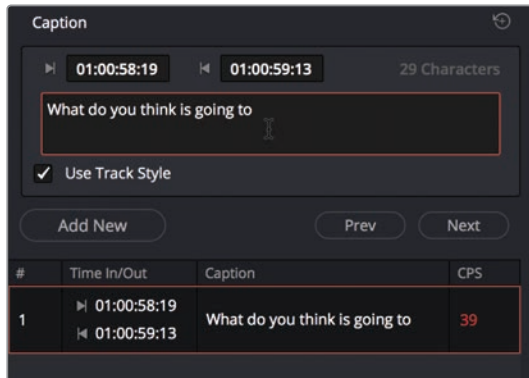 Caption
01:00:58:19 01:00:59:13 29 Characters
What do you think is going to
Use Track Style
Add New Prev Next
# Time In/Out Caption CPS
1 01:00:58:19 What do you think is going to 39
01:00:59:13